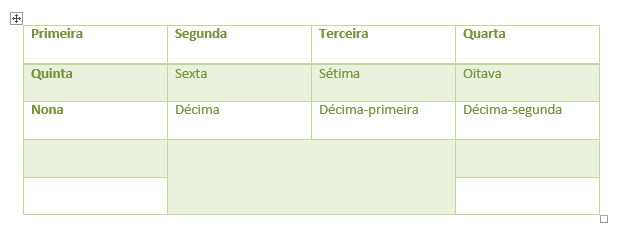 Primeira Segunda Terceira Quarta
Quinta Sexta Sétima Oitava
Nona Décima Décima-primeira Décima-segunda